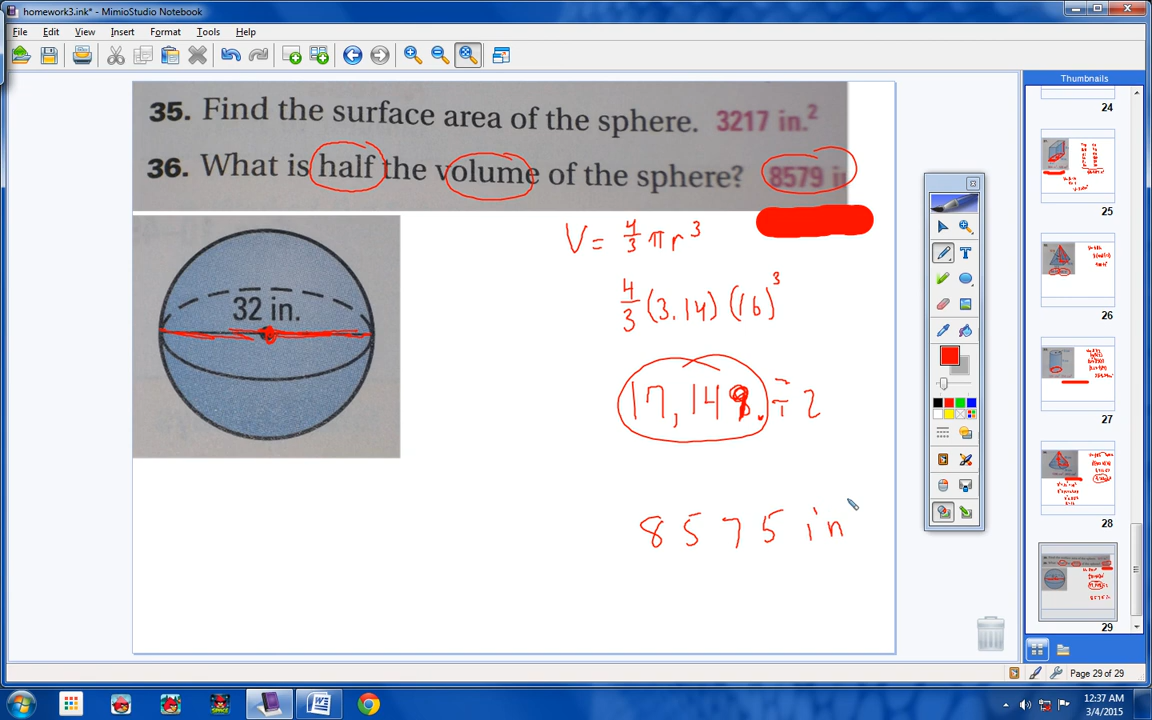 homework3.ink* - MimioStudio Notebook
File Edit View Insert Format Tools Help
Thumbnails
35. Find the surface area of the sphere. 3217 in.²
36. What is half the volume of the sphere? 8579 i
32 in.
V = 4/3 πr³
4/3 (3.14) (16)³
17,149. ÷ 2
8575 in
24
25
26
27
28
29
Page 29 of 29
12:37 AM
3/4/2015